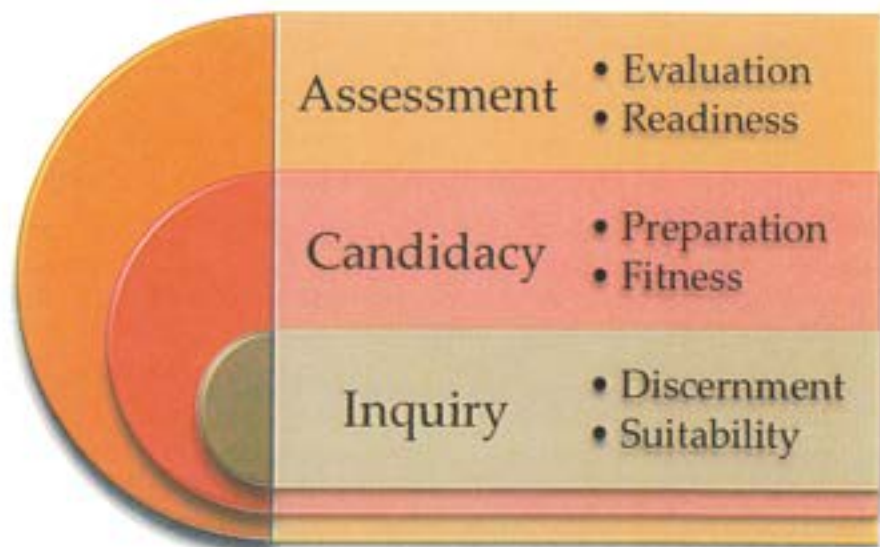 Assessment
• Evaluation
• Readiness
Candidacy
• Preparation
• Fitness
Inquiry
• Discernment
• Suitability